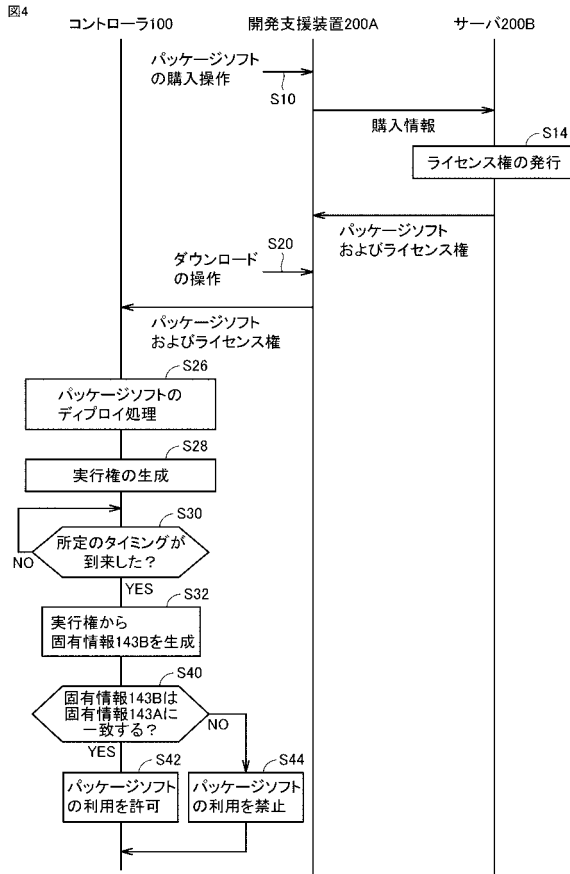 図4
コントローラ100
開発支援装置200A
サーバ200B
パッケージソフト
の購入操作
S10
購入情報
S14
ライセンス権の発行
パッケージソフト
およびライセンス権
S20
ダウンロード
の操作
パッケージソフト
およびライセンス権
S26
パッケージソフトの
ディプロイ処理
S28
実行権の生成
S30
所定のタイミングが
到来した?
NO
YES
S32
実行権から
固有情報143Bを生成
S40
固有情報143Bは
固有情報143Aに
一致する?
NO
YES
S42
パッケージソフト
の利用を許可
S44
パッケージソフト
の利用を禁止